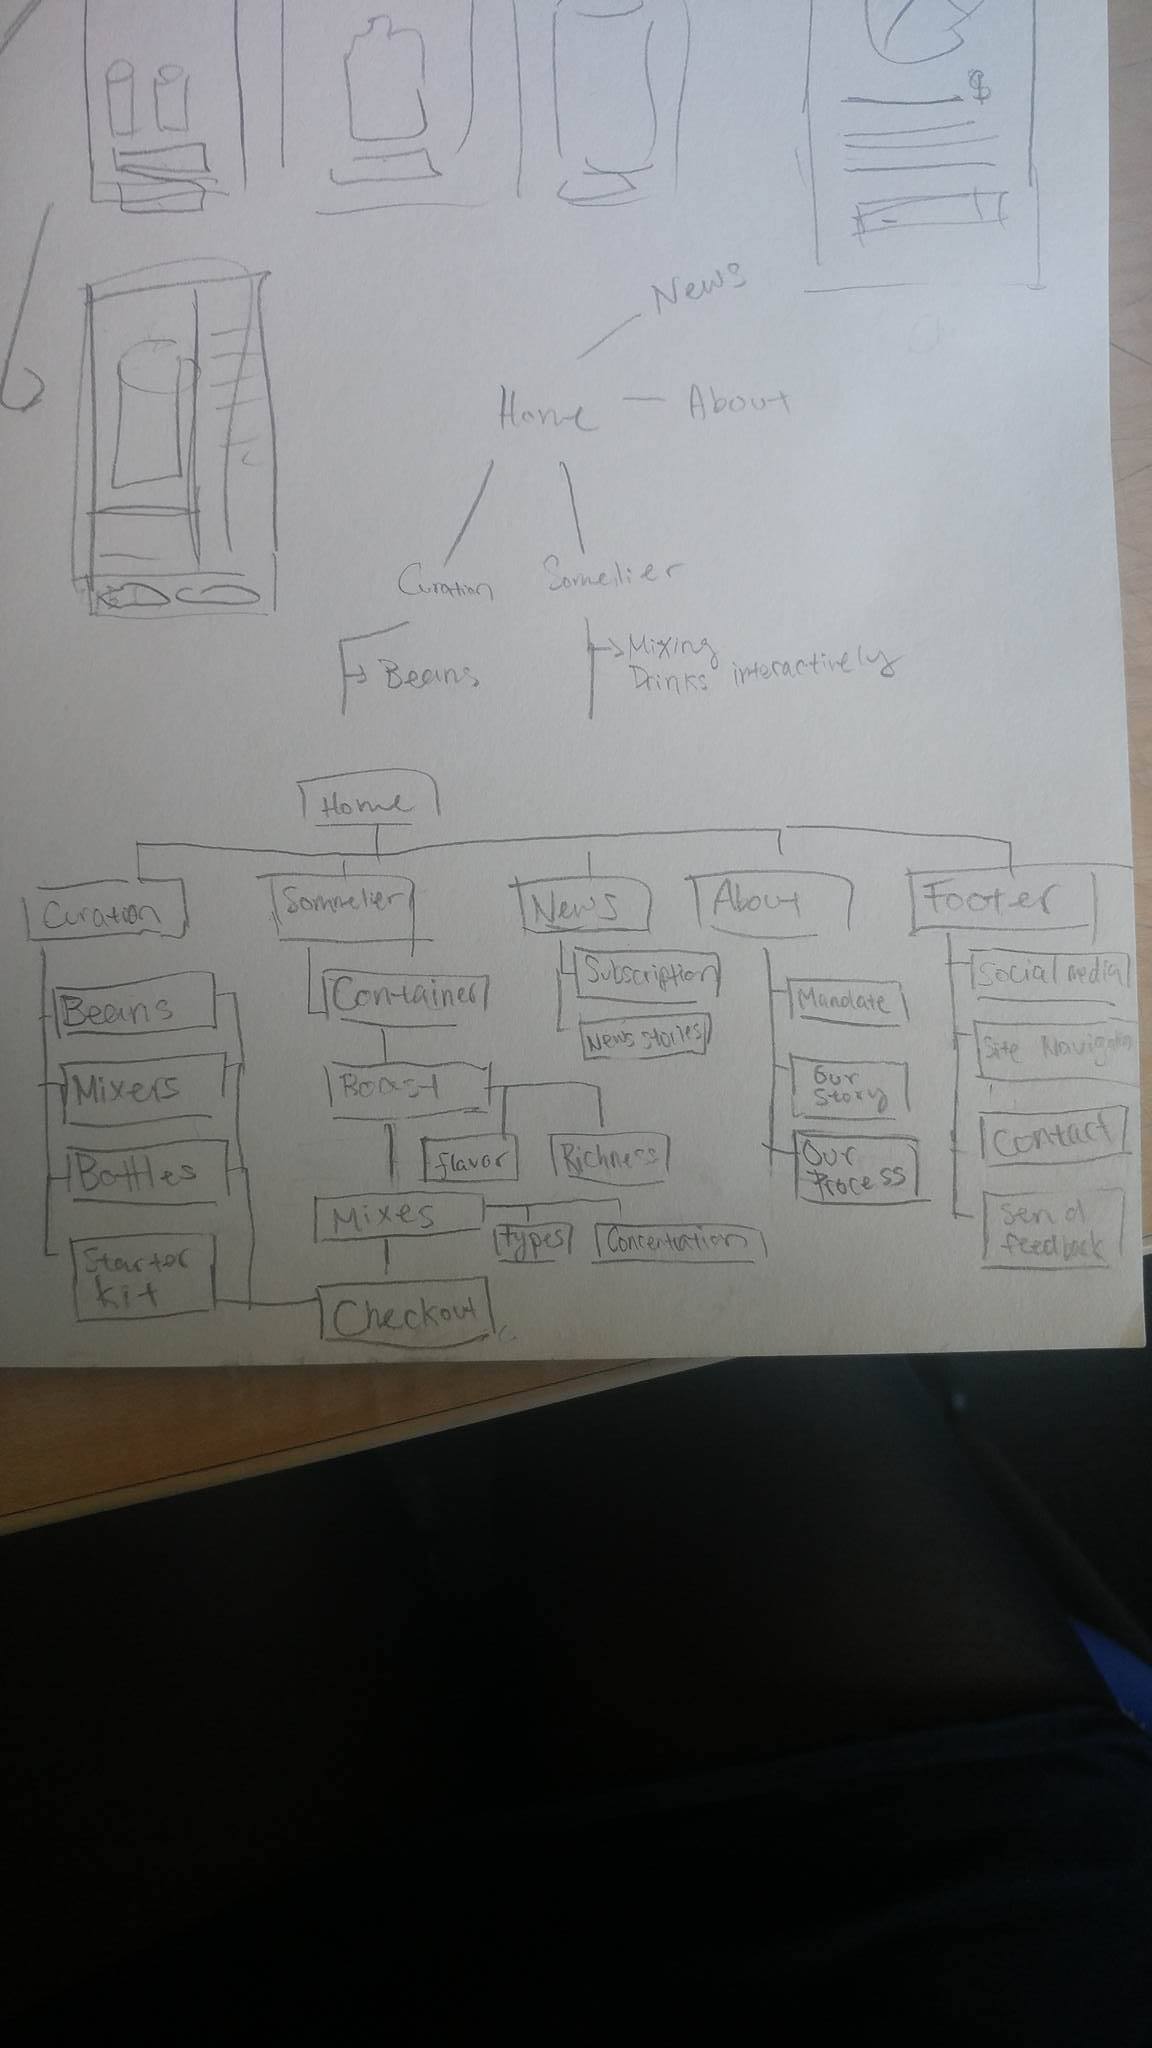 $
News
Home
About
Curation
Sommelier
Beans
Mixing
Drinks interactively
Home
Curation
Sommelier
News
About
Footer
Beans
Mixers
Bottles
Starter
Kit
Container
Roast
flavor
Richness
Mixes
types
Concentration
Checkout
Subscription
News stories
Mandate
Our
Story
Our
Process
Social media
Site Navigation
Contact
Send
feedback